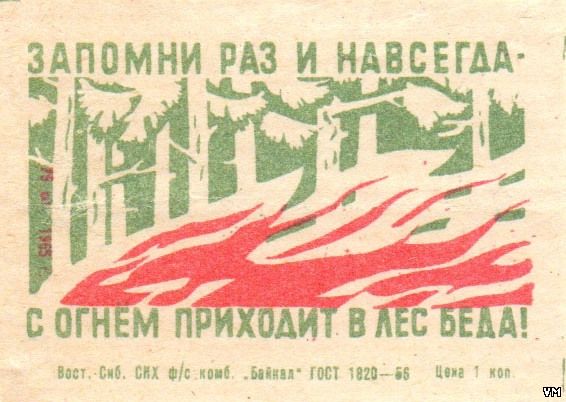 ЗАПОМНИ РАЗ И НАВСЕГДА-
С ОГНЕМ ПРИХОДИТ В ЛЕС БЕДА!
Вост.-Сиб. СНХ ф/с комб. „Байкал" ГОСТ 1820—56 Цена 1 коп.
1965
VM